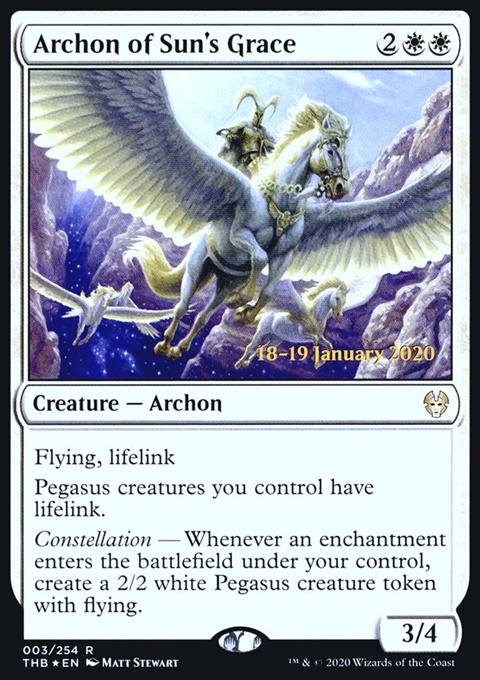 Archon of Sun's Grace 2
18-19 January 2020
Creature — Archon
Flying, lifelink
Pegasus creatures you control have
lifelink.
Constellation — Whenever an enchantment
enters the battlefield under your control,
create a 2/2 white Pegasus creature token
with flying.
3/4
003/254 R
THB ★ EN Matt Stewart
™ & © 2020 Wizards of the Coast